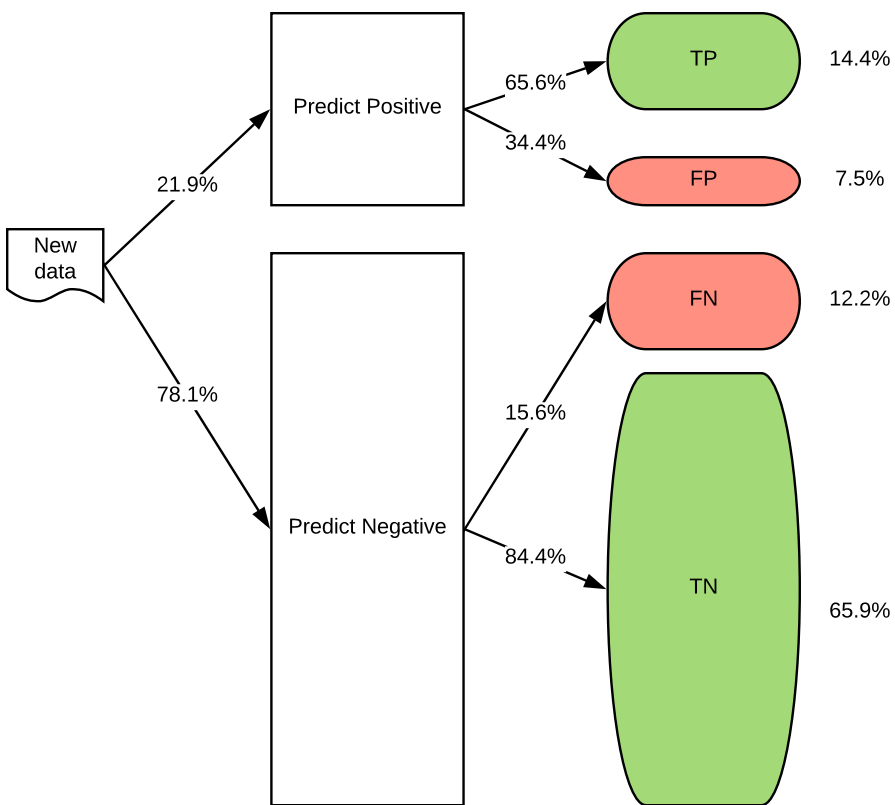 New
data
21.9%
78.1%
Predict Positive
Predict Negative
65.6%
34.4%
15.6%
84.4%
TP
14.4%
FP
7.5%
FN
12.2%
TN
65.9%